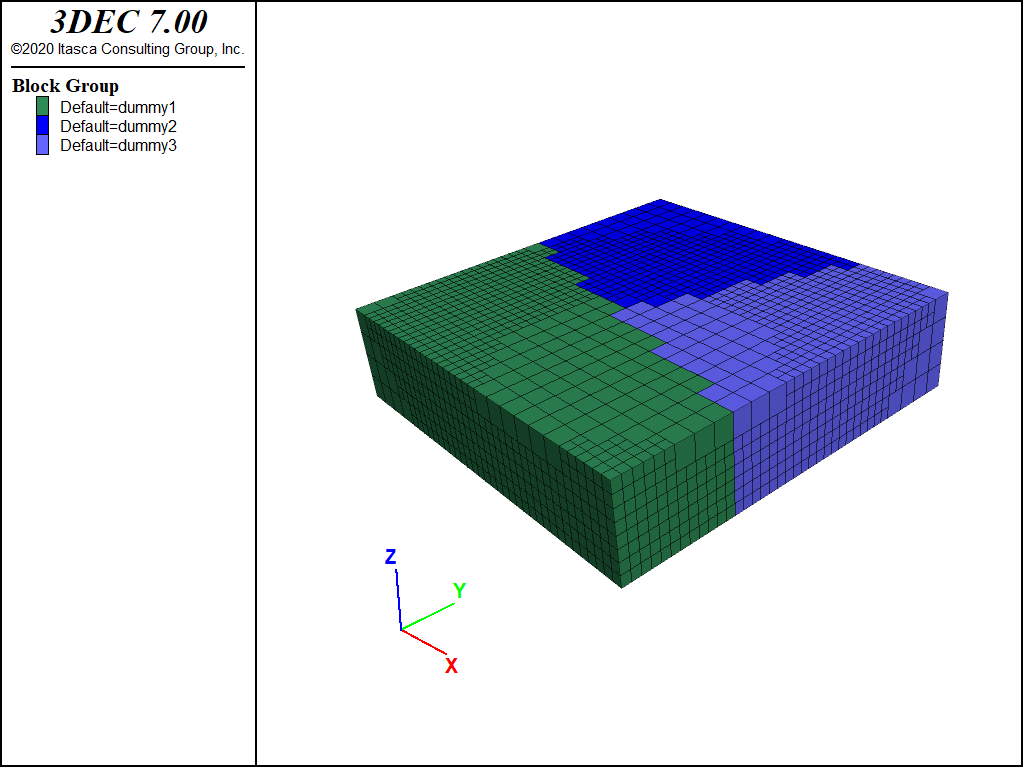 3DEC 7.00
©2020 Itasca Consulting Group, Inc.
Block Group
Default=dummy1
Default=dummy2
Default=dummy3
Z
Y
X